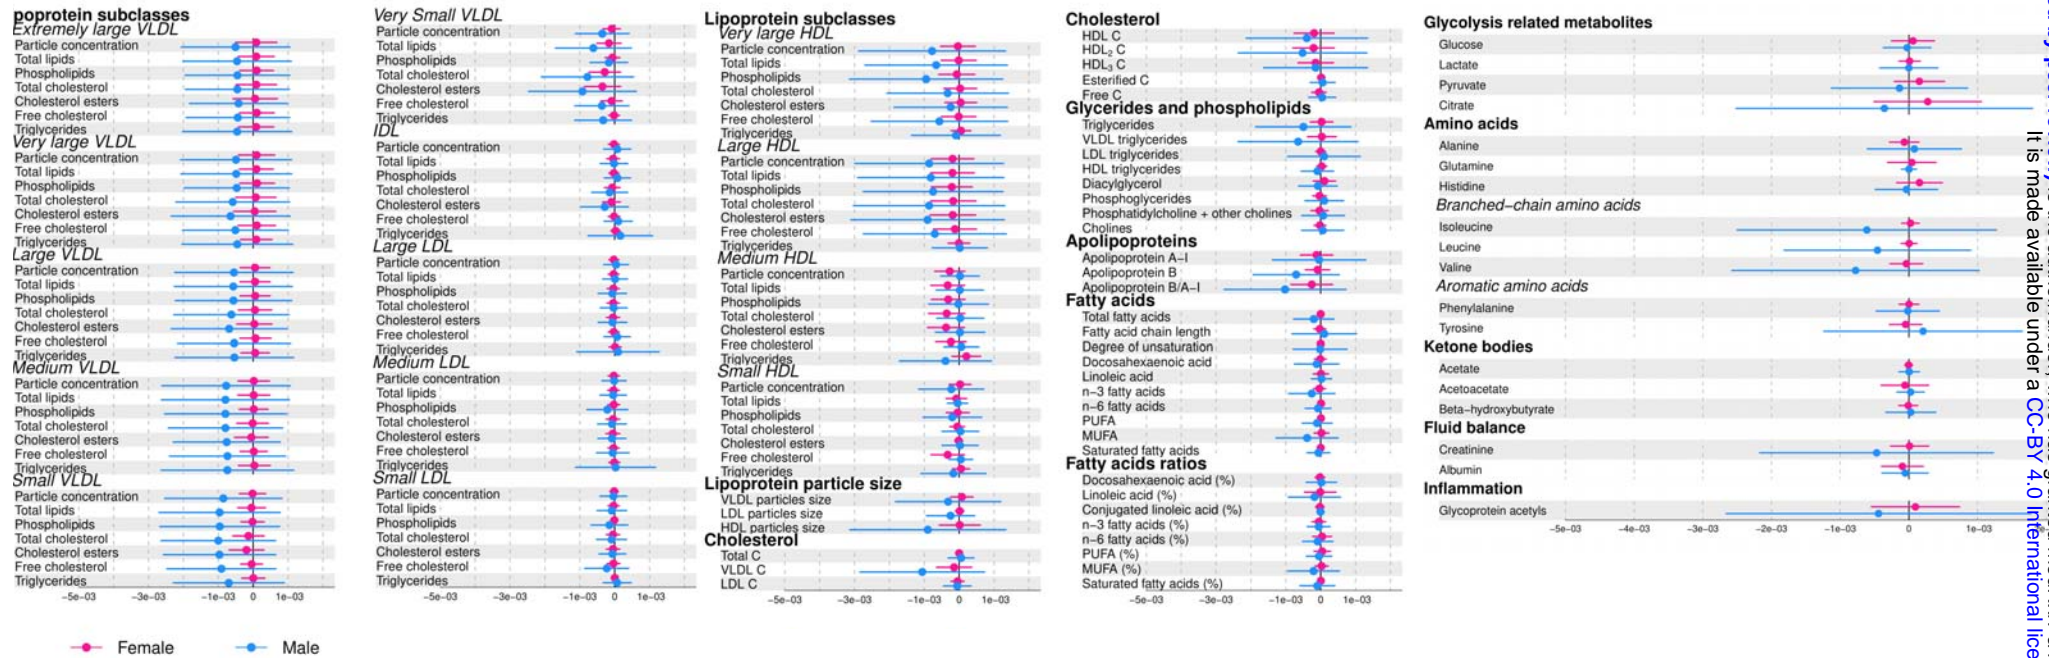 poprotein subclasses
Extremely large VLDL
Particle concentration
Total lipids
Phospholipids
Total cholesterol
Cholesterol esters
Free cholesterol
Triglycerides
Very large VLDL
Particle concentration
Total lipids
Phospholipids
Total cholesterol
Cholesterol esters
Free cholesterol
Triglycerides
Large VLDL
Particle concentration
Total lipids
Phospholipids
Total cholesterol
Cholesterol esters
Free cholesterol
Triglycerides
Medium VLDL
Particle concentration
Total lipids
Phospholipids
Total cholesterol
Cholesterol esters
Free cholesterol
Triglycerides
Small VLDL
Particle concentration
Total lipids
Phospholipids
Total cholesterol
Cholesterol esters
Free cholesterol
Triglycerides
−5e−03 −3e−03 −1e−03 0 1e−03
Very Small VLDL
Particle concentration
Total lipids
Phospholipids
Total cholesterol
Cholesterol esters
Free cholesterol
Triglycerides
IDL
Particle concentration
Total lipids
Phospholipids
Total cholesterol
Cholesterol esters
Free cholesterol
Triglycerides
Large LDL
Particle concentration
Total lipids
Phospholipids
Total cholesterol
Cholesterol esters
Free cholesterol
Triglycerides
Medium LDL
Particle concentration
Total lipids
Phospholipids
Total cholesterol
Cholesterol esters
Free cholesterol
Triglycerides
Small LDL
Particle concentration
Total lipids
Phospholipids
Total cholesterol
Cholesterol esters
Free cholesterol
Triglycerides
−5e−03 −3e−03 −1e−03 0 1e−03
Lipoprotein subclasses
Very large HDL
Particle concentration
Total lipids
Phospholipids
Total cholesterol
Cholesterol esters
Free cholesterol
Triglycerides
Large HDL
Particle concentration
Total lipids
Phospholipids
Total cholesterol
Cholesterol esters
Free cholesterol
Triglycerides
Medium HDL
Particle concentration
Total lipids
Phospholipids
Total cholesterol
Cholesterol esters
Free cholesterol
Triglycerides
Small HDL
Particle concentration
Total lipids
Phospholipids
Total cholesterol
Cholesterol esters
Free cholesterol
Triglycerides
Lipoprotein particle size
VLDL particles size
LDL particles size
HDL particles size
Cholesterol
Total C
VLDL C
LDL C
−5e−03 −3e−03 −1e−03 0 1e−03
Cholesterol
HDL C
HDL₂ C
HDL₃ C
Esterified C
Free C
Glycerides and phospholipids
Triglycerides
VLDL triglycerides
LDL triglycerides
HDL triglycerides
Diacylglycerol
Phosphoglycerides
Phosphatidylcholine + other cholines
Cholines
Apolipoproteins
Apolipoprotein A−I
Apolipoprotein B
Apolipoprotein B/A−I
Fatty acids
Total fatty acids
Fatty acid chain length
Degree of unsaturation
Docosahexaenoic acid
Linoleic acid
n−3 fatty acids
n−6 fatty acids
PUFA
MUFA
Saturated fatty acids
Fatty acids ratios
Docosahexaenoic acid (%)
Linoleic acid (%)
Conjugated linoleic acid (%)
n−3 fatty acids (%)
n−6 fatty acids (%)
PUFA (%)
MUFA (%)
Saturated fatty acids (%)
−5e−03 −3e−03 −1e−03 0 1e−03
Glycolysis related metabolites
Glucose
Lactate
Pyruvate
Citrate
Amino acids
Alanine
Glutamine
Histidine
Branched−chain amino acids
Isoleucine
Leucine
Valine
Aromatic amino acids
Phenylalanine
Tyrosine
Ketone bodies
Acetate
Acetoacetate
Beta−hydroxybutyrate
Fluid balance
Creatinine
Albumin
Inflammation
Glycoprotein acetyls
−5e−03 −4e−03 −3e−03 −2e−03 −1e−03 0 1e−03
Female Male
It is made available under a CC-BY 4.0 International lice